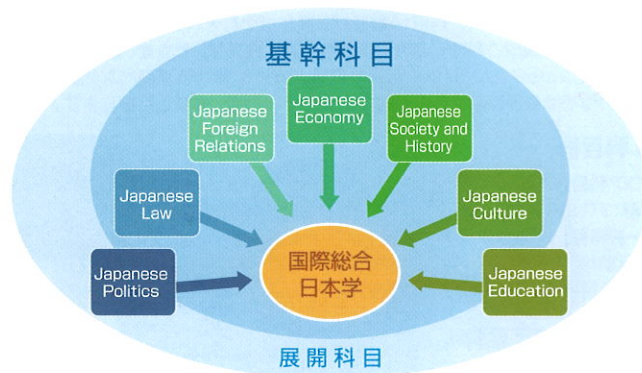 基幹科目
Japanese
Economy
Japanese
Foreign
Relations
Japanese
Society and
History
Japanese
Law
Japanese
Culture
Japanese
Politics
国際総合
日本学
Japanese
Education
展開科目